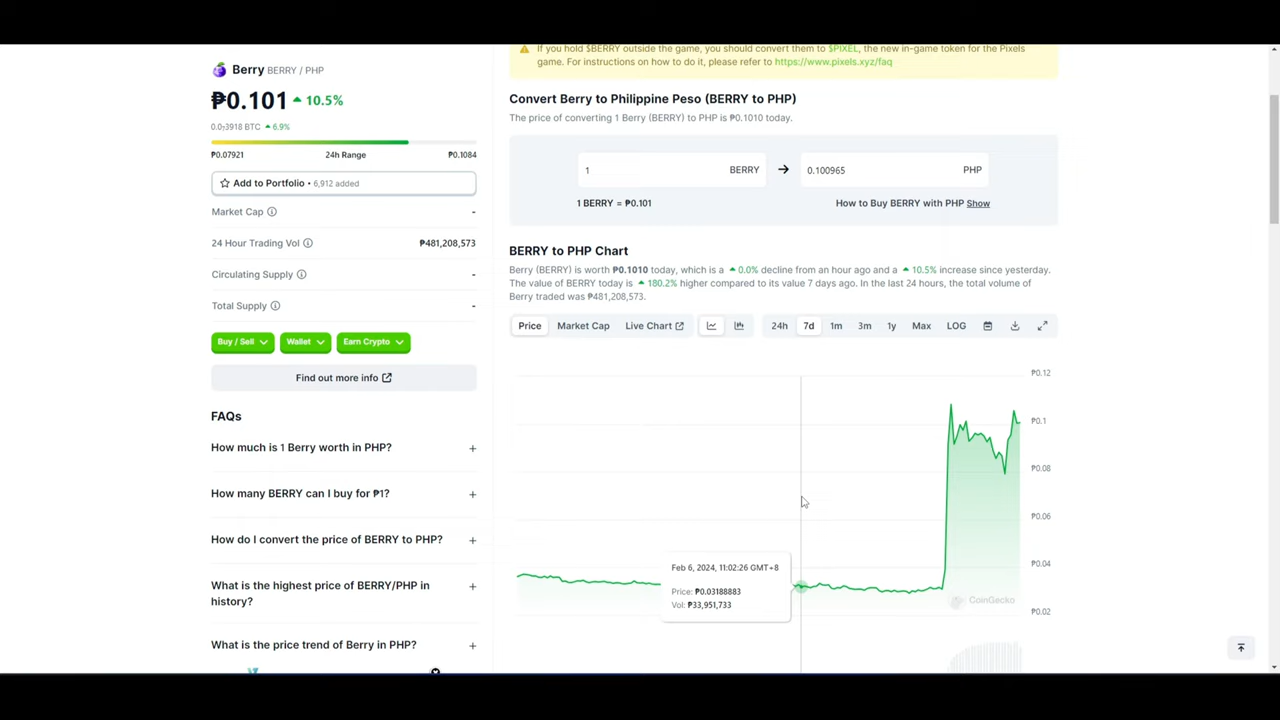 Berry BERRY / PHP
₱0.101 ▲ 10.5%
0.0₇3918 BTC ▲ 6.9%
₱0.07921 24h Range ₱0.1084
Add to Portfolio • 6,912 added
Market Cap -
24 Hour Trading Vol ₱481,208,573
Circulating Supply -
Total Supply -
Buy / Sell Wallet Earn Crypto
Find out more info
FAQs
How much is 1 Berry worth in PHP? +
How many BERRY can I buy for ₱1? +
How do I convert the price of BERRY to PHP? +
What is the highest price of BERRY/PHP in +
history?
What is the price trend of Berry in PHP? +
If you hold $BERRY outside the game, you should convert them to $PIXEL, the new in-game token for the Pixels
game. For instructions on how to do it, please refer to https://www.pixels.xyz/faq
Convert Berry to Philippine Peso (BERRY to PHP)
The price of converting 1 Berry (BERRY) to PHP is ₱0.1010 today.
1 BERRY → 0.100965 PHP
1 BERRY = ₱0.101 How to Buy BERRY with PHP Show
BERRY to PHP Chart
Berry (BERRY) is worth ₱0.1010 today, which is a ▲ 0.0% decline from an hour ago and a ▲ 10.5% increase since yesterday.
The value of BERRY today is ▲ 180.2% higher compared to its value 7 days ago. In the last 24 hours, the total volume of
Berry traded was ₱481,208,573.
Price Market Cap Live Chart 24h 7d 1m 3m 1y Max LOG
₱0.12
₱0.1
₱0.08
₱0.06
₱0.04
₱0.02
Feb 6, 2024, 11:02:26 GMT+8
Price: ₱0.03188883
Vol: ₱33,951,733
CoinGecko